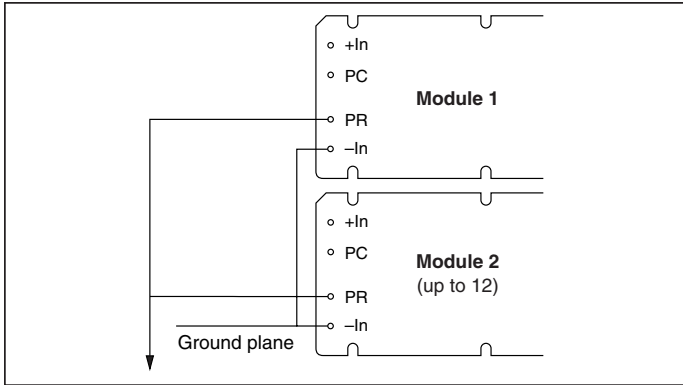 +In
PC
Module 1
PR
–In
+In
PC
Module 2
(up to 12)
PR
–In
Ground plane